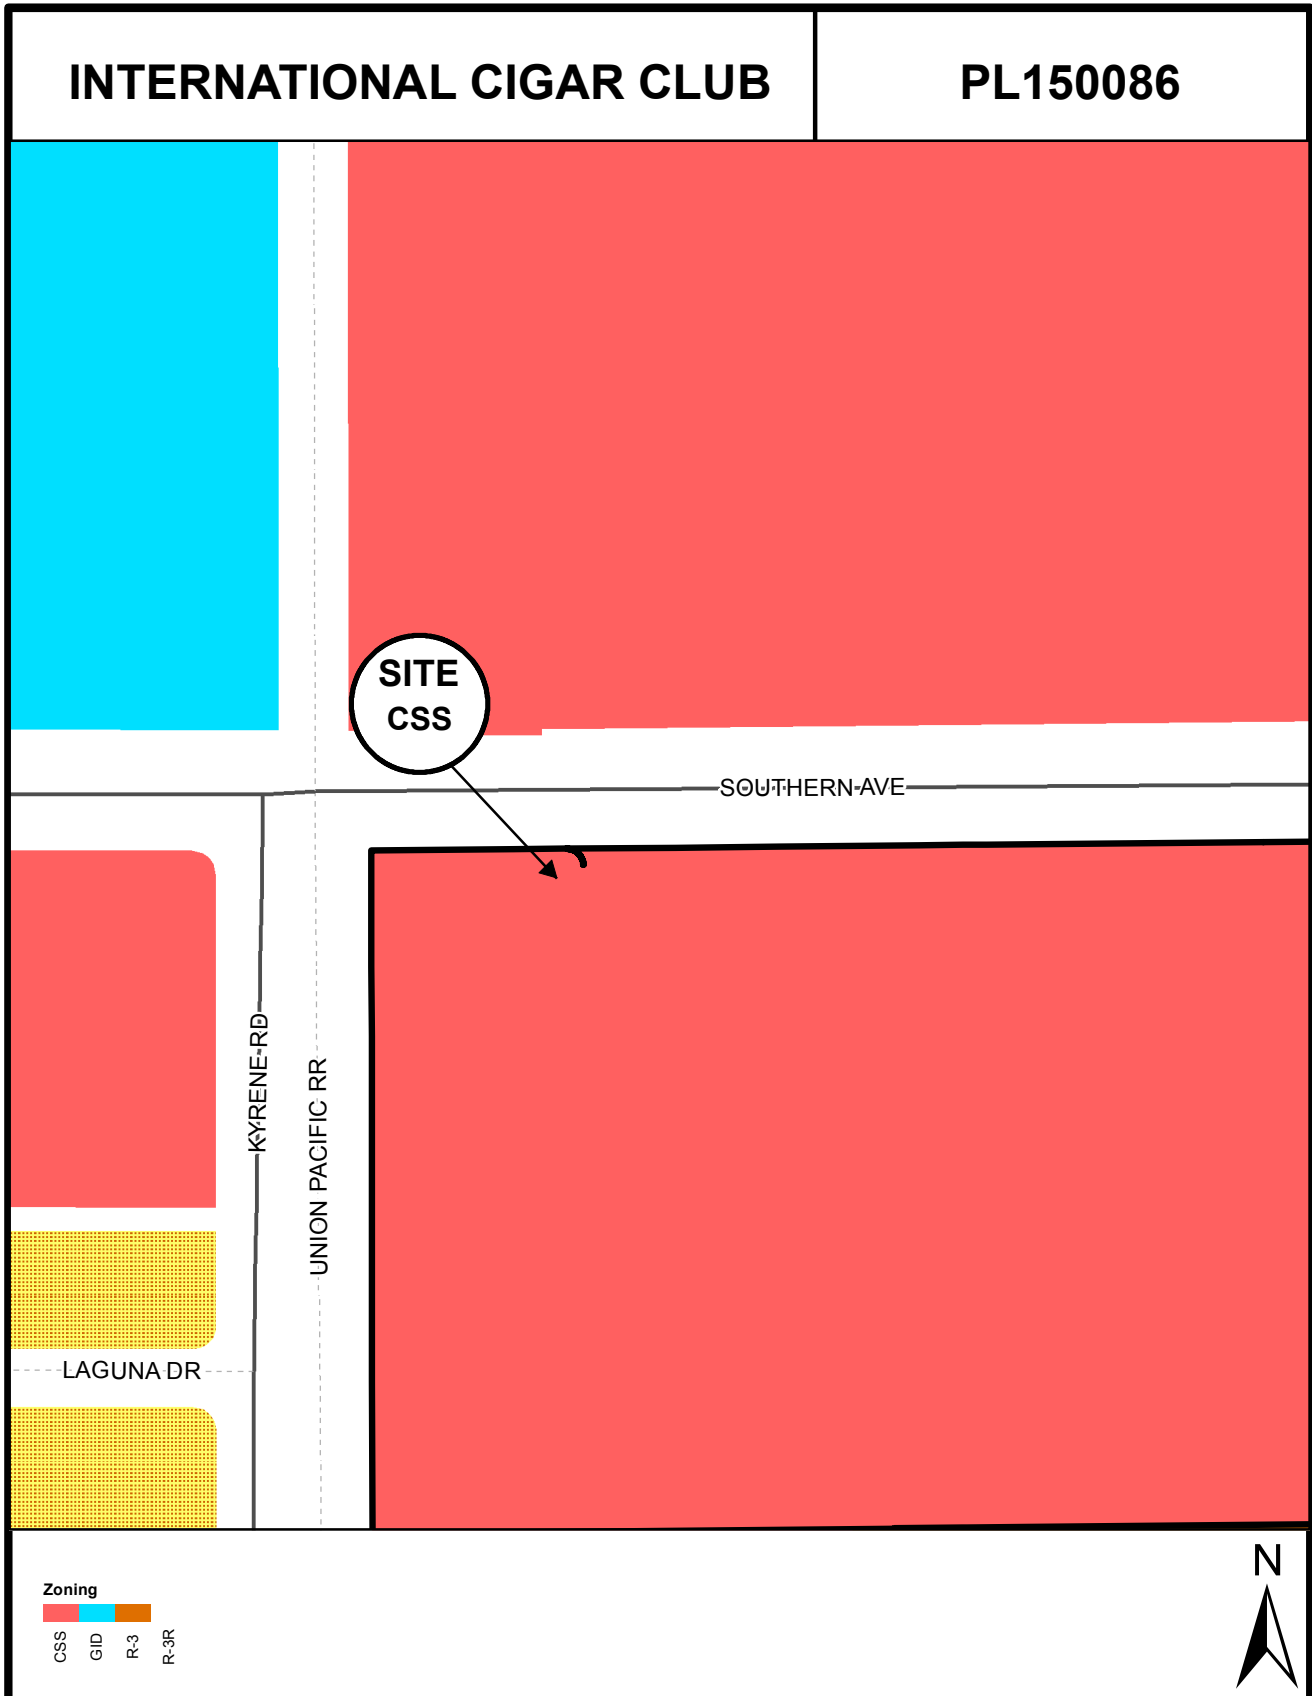 INTERNATIONAL CIGAR CLUB
PL150086
SITE
CSS
SOUTHERN AVE
KYRENE RD
UNION PACIFIC RR
LAGUNA DR
N
Zoning
CSS
GID
R-3
R-3R